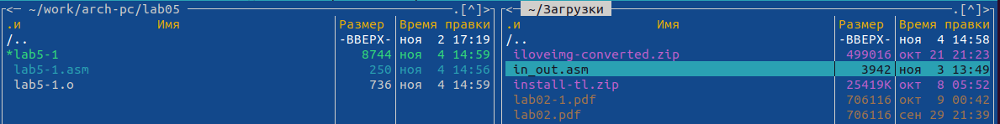 <─ ~/work/arch-pc/lab05 .[^]>
.и Имя Размер Время правки
/.. -ВВЕРХ- ноя 2 17:19
*lab5-1 8744 ноя 4 14:59
lab5-1.asm 250 ноя 4 14:56
lab5-1.o 736 ноя 4 14:59
<─ ~/Загрузки .[^]>
.и Имя Размер Время правки
/.. -ВВЕРХ- ноя 4 14:58
iloveimg-converted.zip 499016 окт 21 21:23
in_out.asm 3942 ноя 3 13:49
install-tl.zip 25419K окт 8 05:52
lab02-1.pdf 706116 окт 9 00:42
lab02.pdf 706116 сен 29 21:39